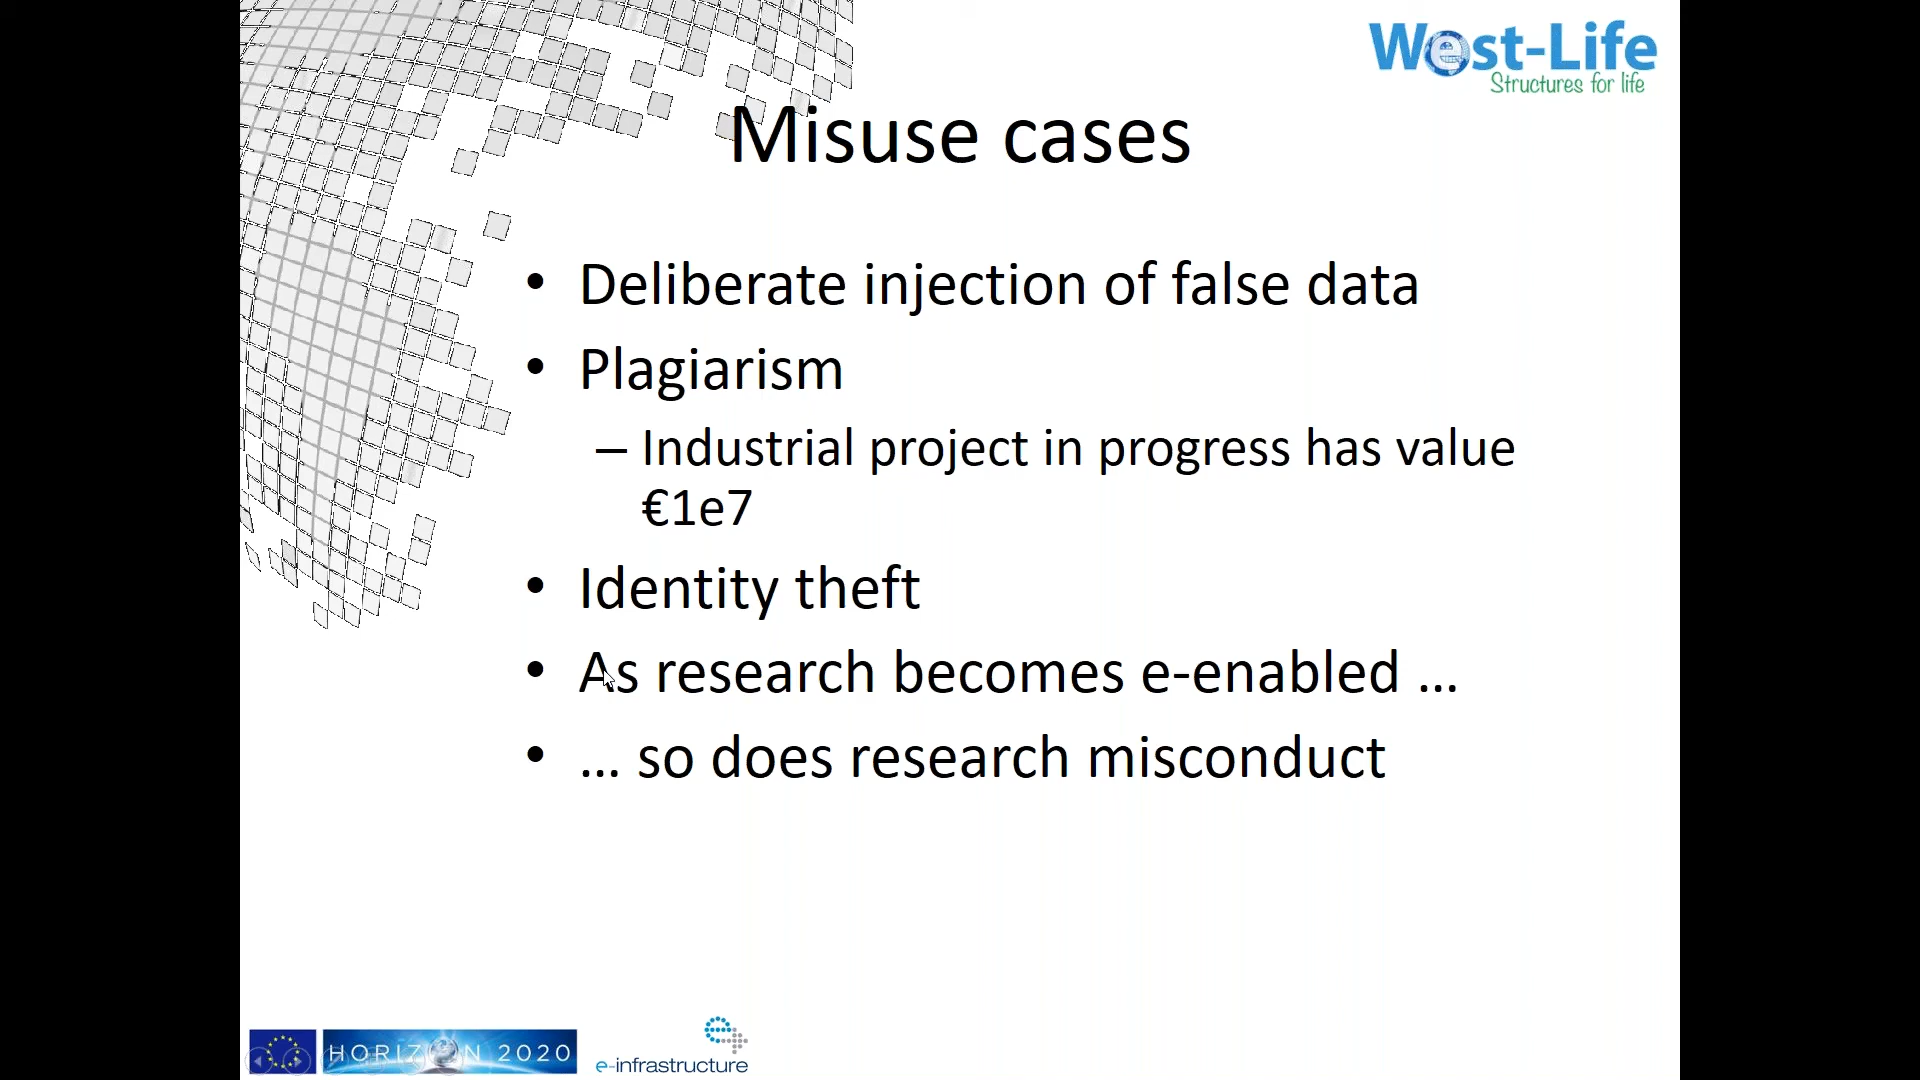 West-Life
Structures for life
Misuse cases
• Deliberate injection of false data
• Plagiarism
– Industrial project in progress has value
€1e7
• Identity theft
• As research becomes e-enabled ...
• ... so does research misconduct
HORIZON 2020
e-infrastructure